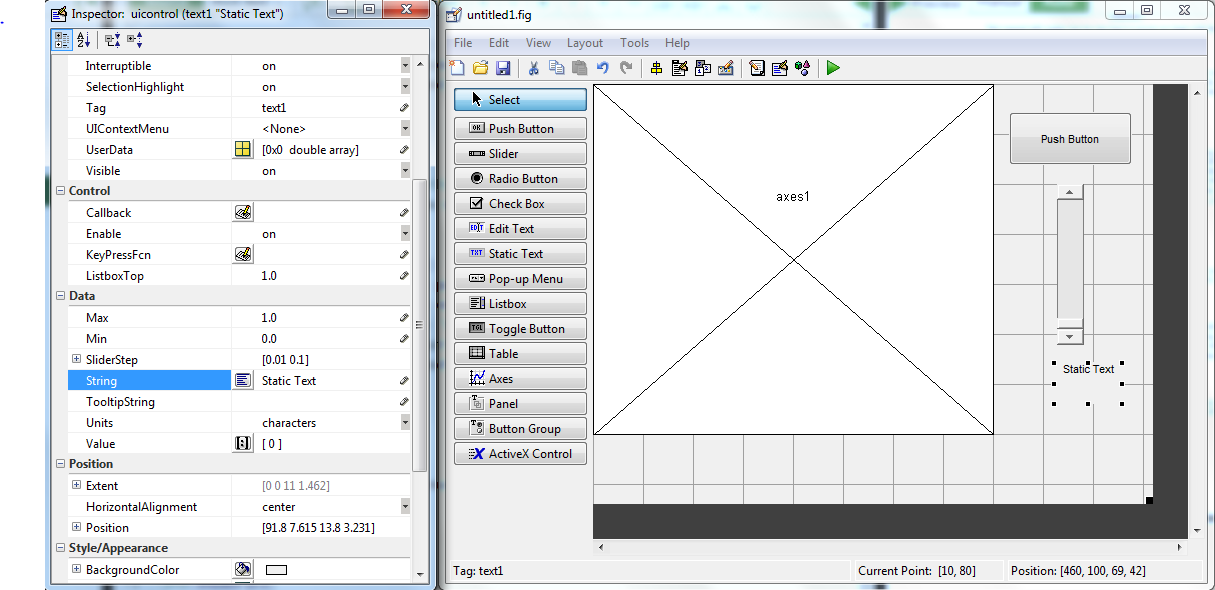 Inspector: uicontrol (text1 "Static Text")
Interruptible on
SelectionHighlight on
Tag text1
UIContextMenu <None>
UserData [0x0 double array]
Visible on
Control
Callback
Enable on
KeyPressFcn
ListboxTop 1.0
Data
Max 1.0
Min 0.0
SliderStep [0.01 0.1]
String Static Text
TooltipString
Units characters
Value [ 0 ]
Position
Extent [0 0 11 1.462]
HorizontalAlignment center
Position [91.8 7.615 13.8 3.231]
Style/Appearance
BackgroundColor
untitled1.fig
File Edit View Layout Tools Help
Select
OK Push Button
Slider
Radio Button
Check Box
EDIT Edit Text
TXT Static Text
Pop-up Menu
Listbox
TGL Toggle Button
Table
Axes
Panel
Button Group
X ActiveX Control
axes1
Push Button
Static Text
Tag: text1 Current Point: [10, 80] Position: [460, 100, 69, 42]